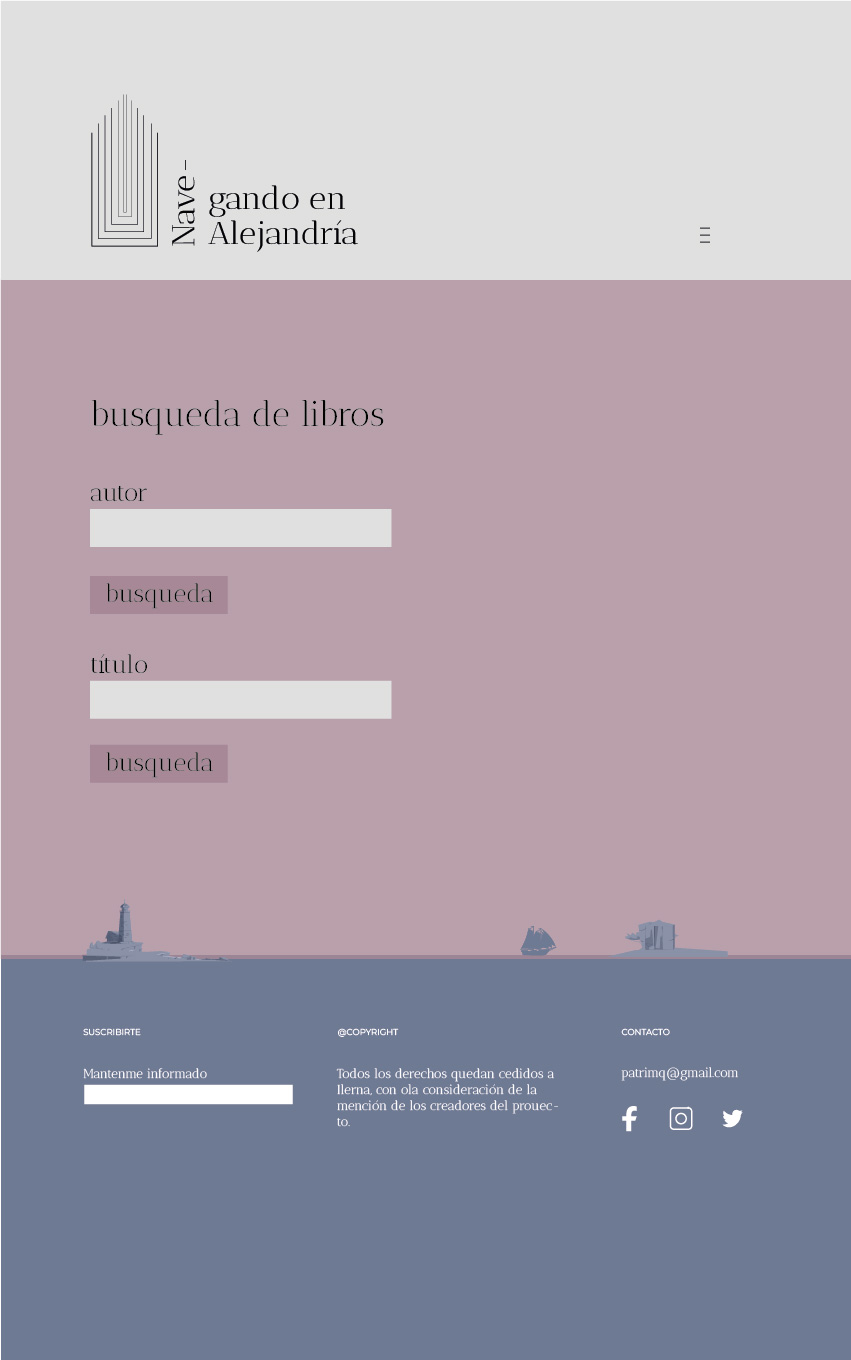 Nave-
gando en
Alejandría
busqueda de libros
autor
busqueda
título
busqueda
SUSCRIBIRTE
Mantenme informado
@COPYRIGHT
Todos los derechos quedan cedidos a
Ilerna, con ola consideración de la
mención de los creadores del prouec-
to.
CONTACTO
patrimq@gmail.com